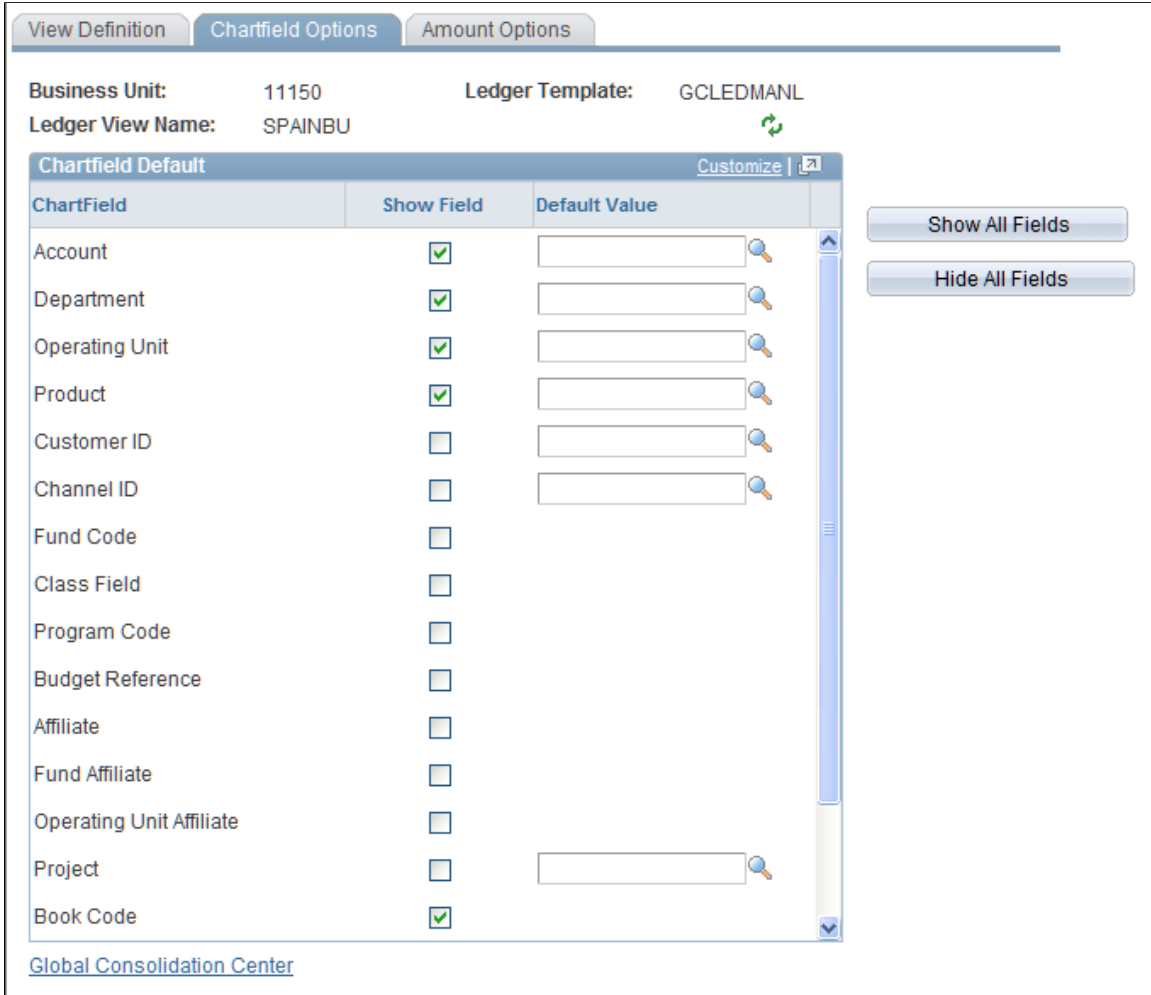 View Definition Chartfield Options Amount Options
Business Unit: 11150 Ledger Template: GCLEDMANL
Ledger View Name: SPAINBU
Chartfield Default Customize |
ChartField Show Field Default Value
Show All Fields
Account
Hide All Fields
Department
Operating Unit
Product
Customer ID
Channel ID
Fund Code
Class Field
Program Code
Budget Reference
Affiliate
Fund Affiliate
Operating Unit Affiliate
Project
Book Code
Global Consolidation Center